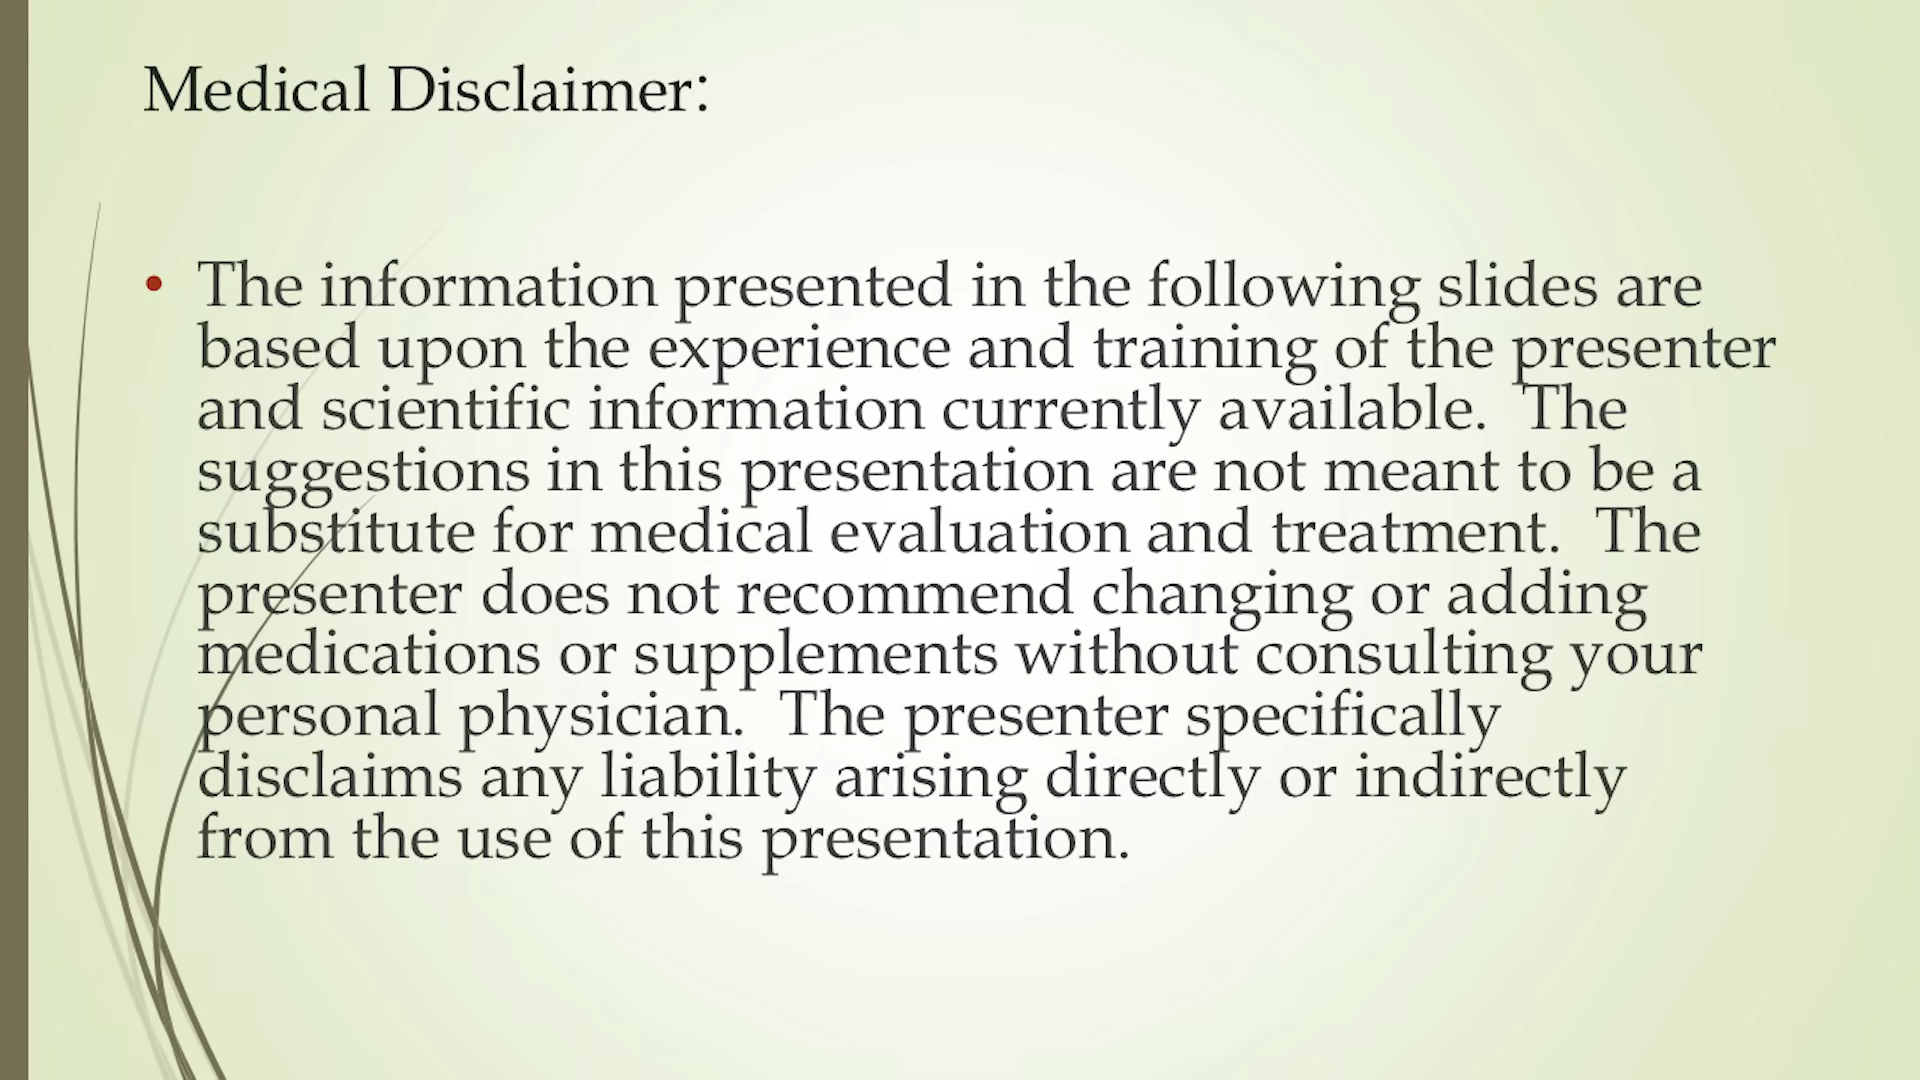 Medical Disclaimer:
• The information presented in the following slides are
based upon the experience and training of the presenter
and scientific information currently available.  The
suggestions in this presentation are not meant to be a
substitute for medical evaluation and treatment.  The
presenter does not recommend changing or adding
medications or supplements without consulting your
personal physician.  The presenter specifically
disclaims any liability arising directly or indirectly
from the use of this presentation.